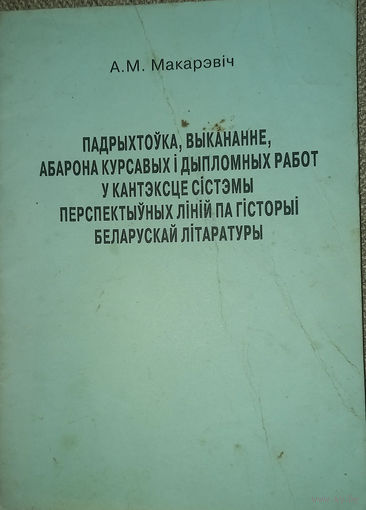 А.М. Макарэвіч
ПАДРЫХТОЎКА, ВЫКАНАННЕ,
АБАРОНА КУРСАВЫХ І ДЫПЛОМНЫХ РАБОТ
У КАНТЭКСЦЕ СІСТЭМЫ
ПЕРСПЕКТЫЎНЫХ ЛІНІЙ ПА ГІСТОРЫІ
БЕЛАРУСКАЙ ЛІТАРАТУРЫ